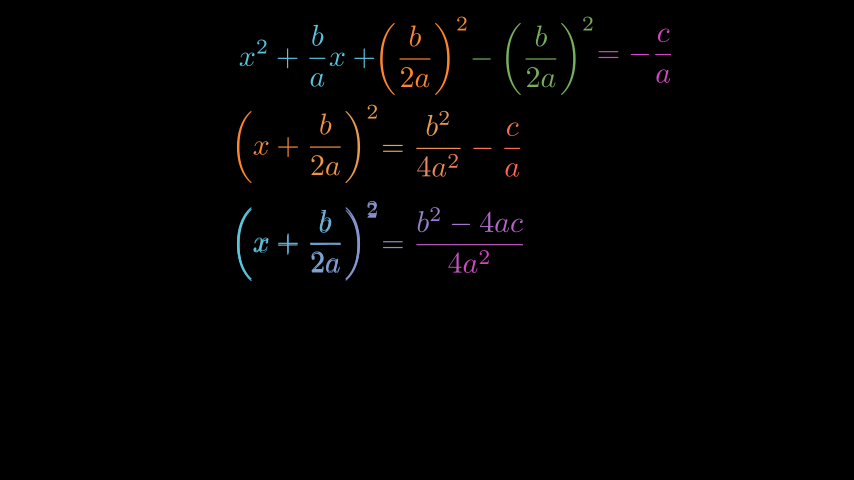 x² + b/a x + (b/2a)² − (b/2a)² = − c/a
(x + b/2a)² = b²/4a² − c/a
(x + b/2a)² = b² − 4ac/4a²